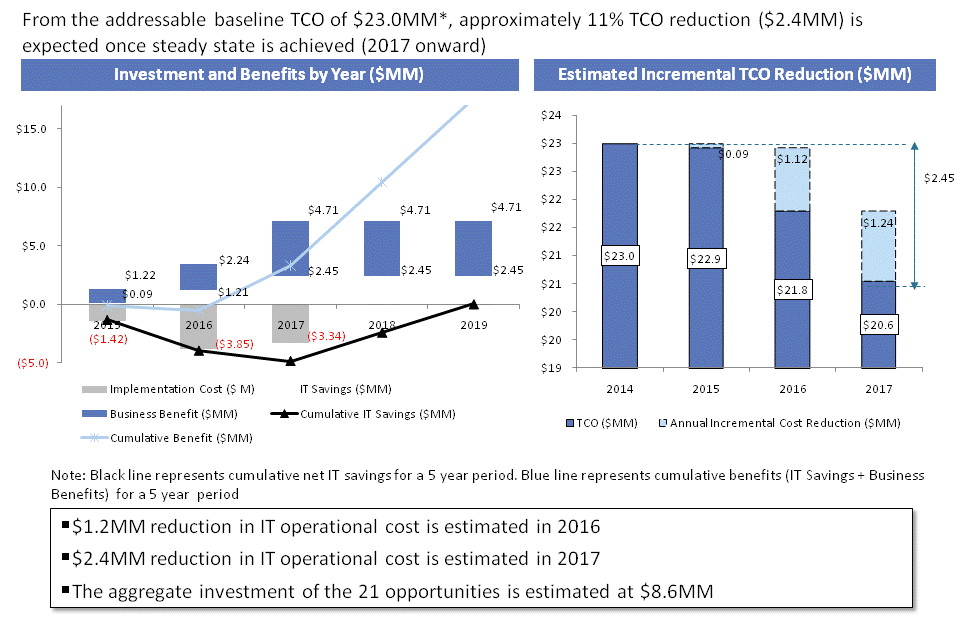 From the addressable baseline TCO of $23.0MM*, approximately 11% TCO reduction ($2.4MM) is
expected once steady state is achieved (2017 onward)
Investment and Benefits by Year ($MM)
$15.0
$10.0
$5.0
$0.0
($5.0)
$1.22
$0.09
$2.24
$1.21
$4.71
$2.45
$4.71
$2.45
$4.71
$2.45
2015
2016
2017
2018
2019
($1.42)
($3.85)
($3.34)
Implementation Cost ($ M)
IT Savings ($MM)
Business Benefit ($MM)
Cumulative IT Savings ($MM)
Cumulative Benefit ($MM)
Estimated Incremental TCO Reduction ($MM)
$24
$23
$23
$22
$22
$21
$21
$20
$20
$19
$0.09
$1.12
$1.24
$2.45
$23.0
$22.9
$21.8
$20.6
2014
2015
2016
2017
TCO ($MM)
Annual Incremental Cost Reduction ($MM)
Note: Black line represents cumulative net IT savings for a 5 year period. Blue line represents cumulative benefits (IT Savings + Business
Benefits) for a 5 year period
▪$1.2MM reduction in IT operational cost is estimated in 2016
▪$2.4MM reduction in IT operational cost is estimated in 2017
▪The aggregate investment of the 21 opportunities is estimated at $8.6MM